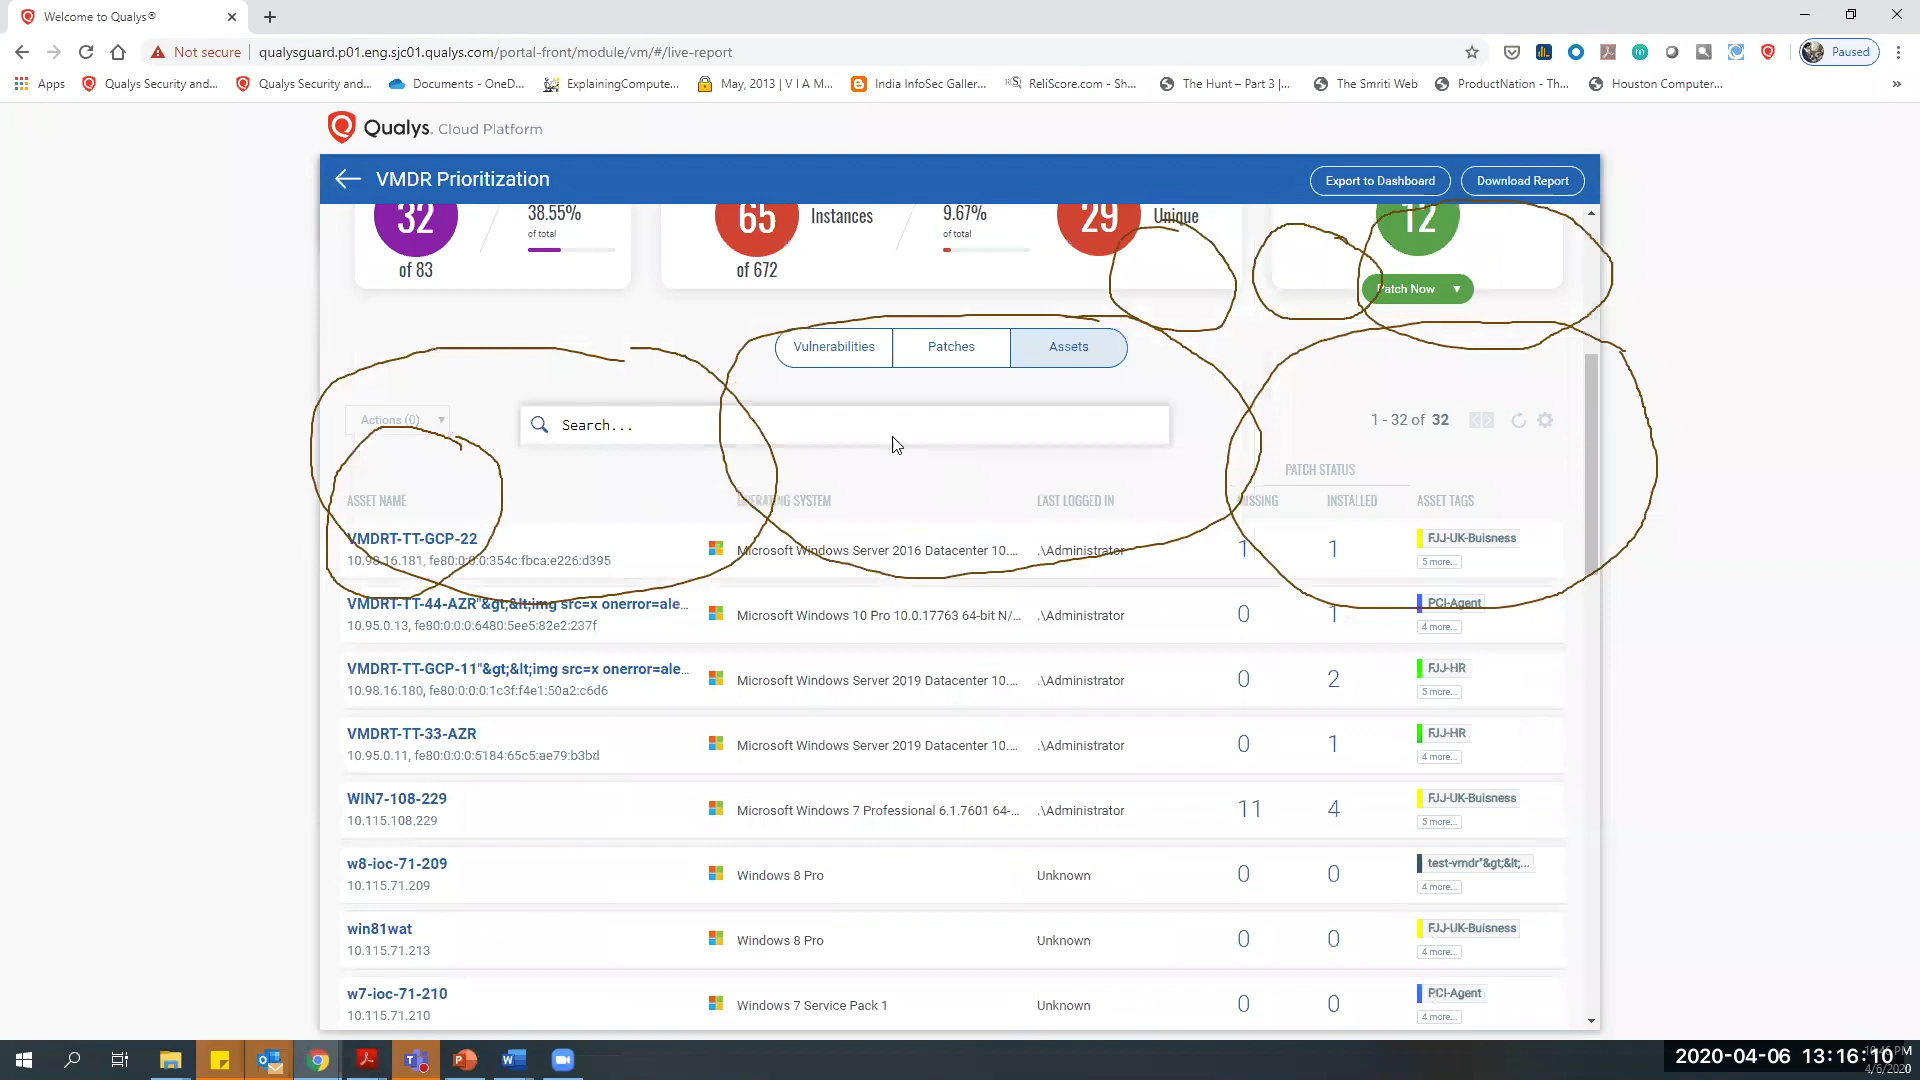 Welcome to Qualys®
Not secure qualysguard.p01.eng.sjc01.qualys.com/portal-front/module/vm/#/live-report
Paused
Apps Qualys Security and... Qualys Security and... Documents - OneD... ExplainingCompute... May, 2013 | V I A M... India InfoSec Galler... ReliScore.com - Sh... The Hunt – Part 3 |... The Smriti Web ProductNation - Th... Houston Computer...
Qualys. Cloud Platform
VMDR Prioritization Export to Dashboard Download Report
32 38.55% 65 Instances 9.67% 29 Unique 12
of total of total
of 83 of 672
Patch Now
Vulnerabilities Patches Assets
Actions (0) Search... 1 - 32 of 32
PATCH STATUS
ASSET NAME OPERATING SYSTEM LAST LOGGED IN MISSING INSTALLED ASSET TAGS
VMDRT-TT-GCP-22 Microsoft Windows Server 2016 Datacenter 10.... .\Administrator 1 1 FJJ-UK-Buisness
10.98.16.181, fe80:0:0:0:354c:fbca:e226:d395 5 more...
VMDRT-TT-44-AZR"&gt;&lt;img src=x onerror=ale... Microsoft Windows 10 Pro 10.0.17763 64-bit N/... .\Administrator 0 1 PCI-Agent
10.95.0.13, fe80:0:0:0:6480:5ee5:82e2:237f 4 more...
VMDRT-TT-GCP-11"&gt;&lt;img src=x onerror=ale... Microsoft Windows Server 2019 Datacenter 10.... .\Administrator 0 2 FJJ-HR
10.98.16.180, fe80:0:0:0:1c3f:f4e1:50a2:c6d6 5 more...
VMDRT-TT-33-AZR Microsoft Windows Server 2019 Datacenter 10.... .\Administrator 0 1 FJJ-HR
10.95.0.11, fe80:0:0:0:6184:65c5:ae79:b3bd 4 more...
WIN7-108-229 Microsoft Windows 7 Professional 6.1.7601 64-... .\Administrator 11 4 FJJ-UK-Buisness
10.115.108.229 5 more...
w8-ioc-71-209 Windows 8 Pro Unknown 0 0 test-vmdr"&gt;&lt;...
10.115.71.209 4 more...
win81wat Windows 8 Pro Unknown 0 0 FJJ-UK-Buisness
10.115.71.213 4 more...
w7-ioc-71-210 Windows 7 Service Pack 1 Unknown 0 0 PCI-Agent
10.115.71.210 4 more...
2020-04-06 13:16:10
4/6/2020